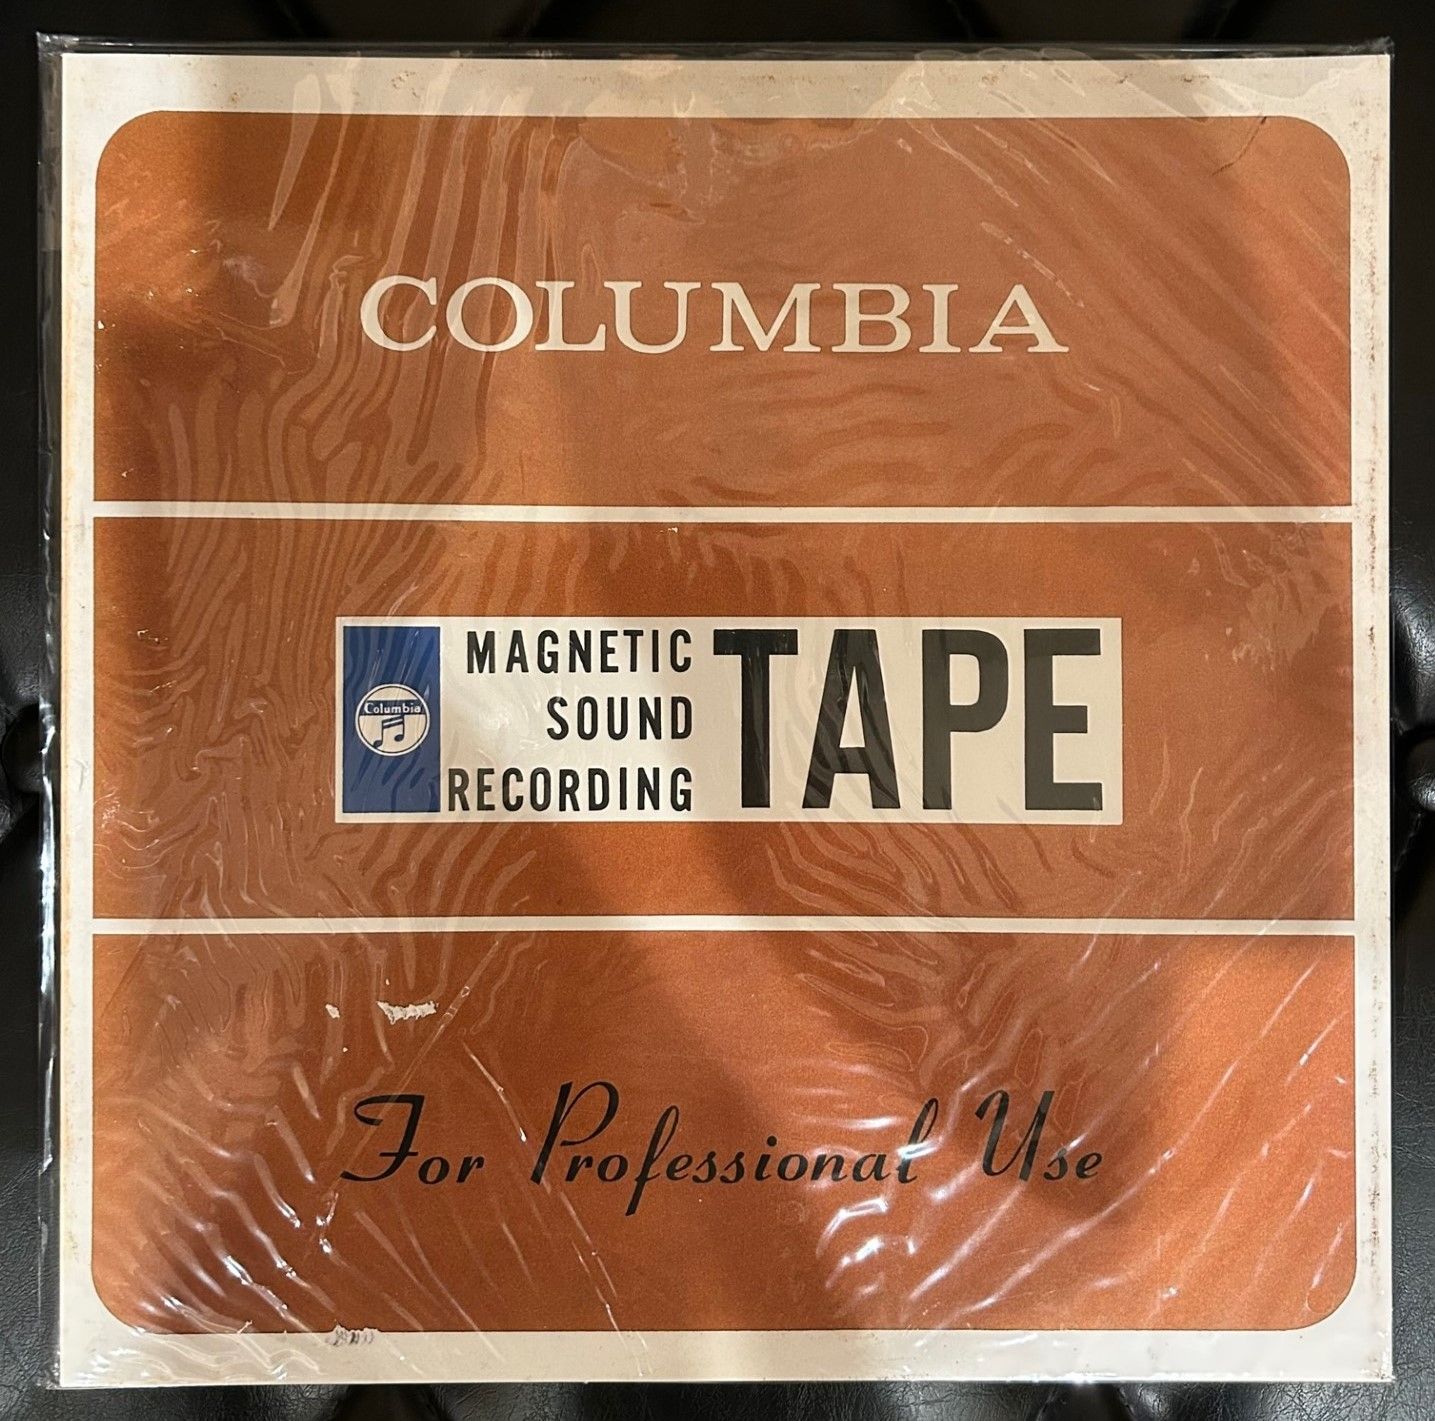 COLUMBIA
Columbia
MAGNETIC
SOUND
RECORDING
TAPE
For Professional Use